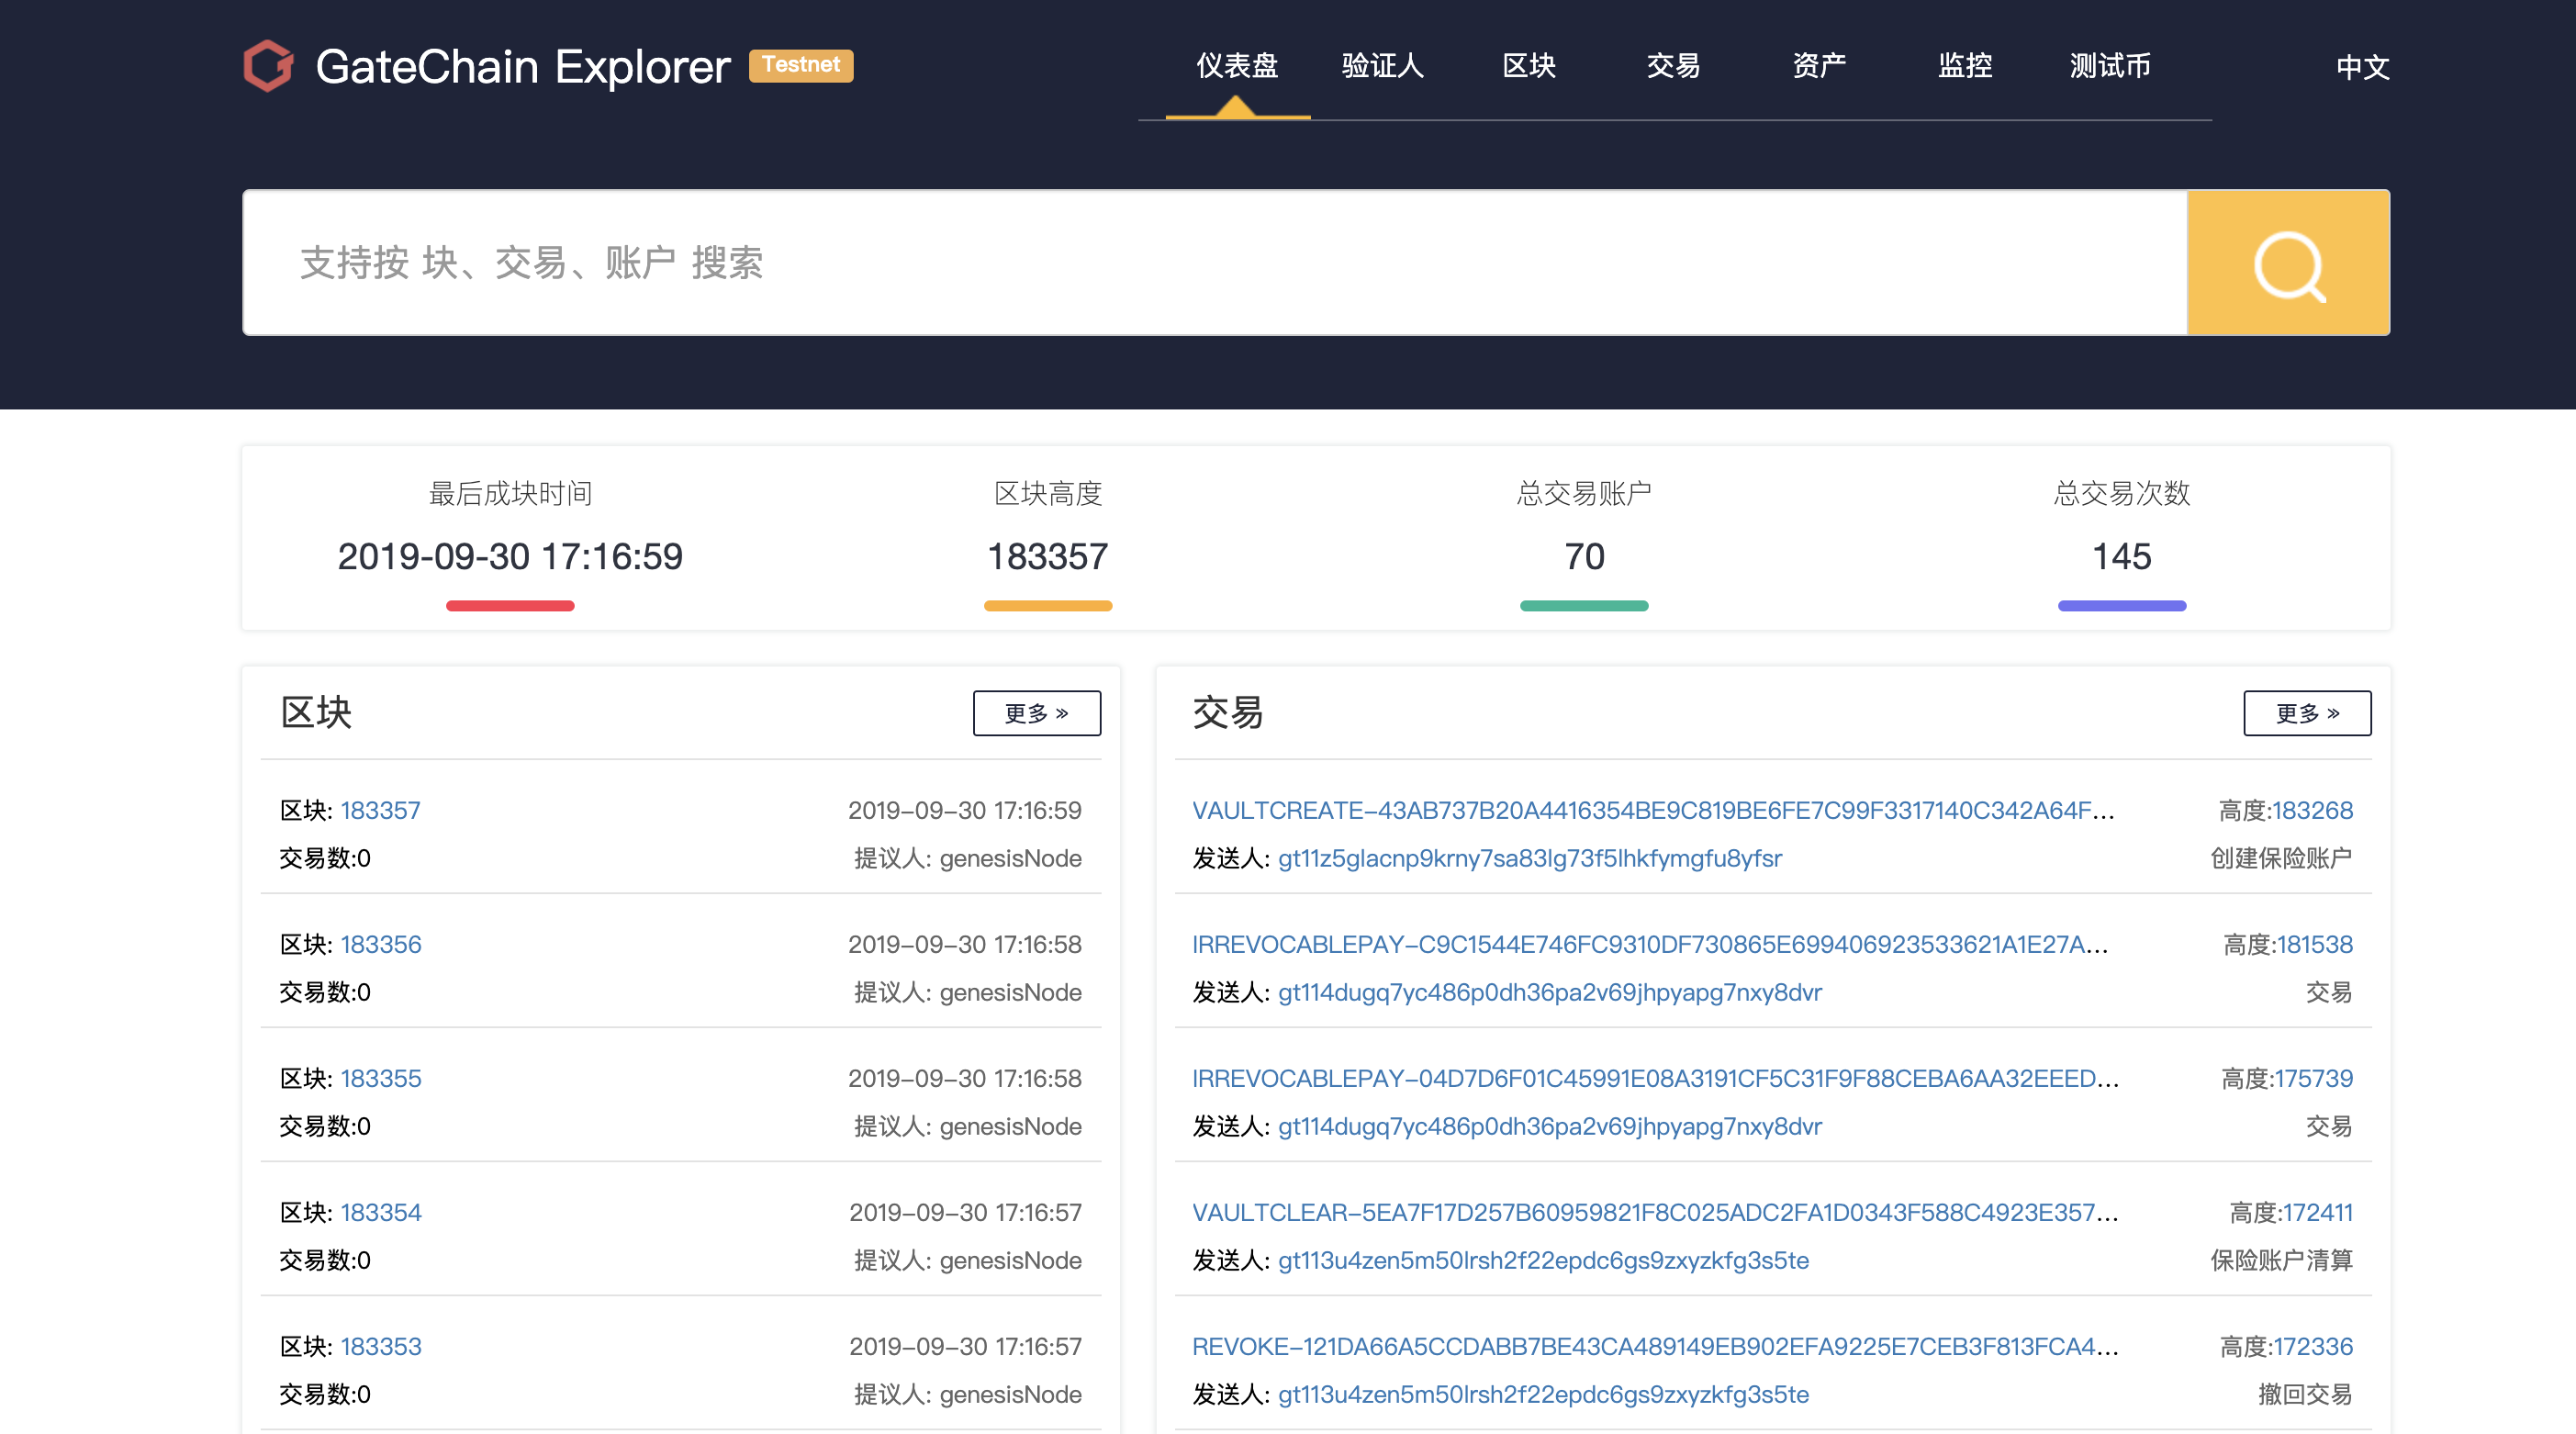 GateChain Explorer Testnet 仪表盘 验证人 区块 交易 资产 监控 测试币 中文
支持按 块、交易、账户 搜索
最后成块时间 区块高度 总交易账户 总交易次数
2019-09-30 17:16:59 183357 70 145
区块 更多 »
区块: 183357 2019-09-30 17:16:59
交易数:0 提议人: genesisNode
区块: 183356 2019-09-30 17:16:58
交易数:0 提议人: genesisNode
区块: 183355 2019-09-30 17:16:58
交易数:0 提议人: genesisNode
区块: 183354 2019-09-30 17:16:57
交易数:0 提议人: genesisNode
区块: 183353 2019-09-30 17:16:57
交易数:0 提议人: genesisNode
交易 更多 »
VAULTCREATE-43AB737B20A4416354BE9C819BE6FE7C99F3317140C342A64F... 高度:183268
发送人: gt11z5glacnp9krny7sa83lg73f5lhkfymgfu8yfsr 创建保险账户
IRREVOCABLEPAY-C9C1544E746FC9310DF730865E699406923533621A1E27A... 高度:181538
发送人: gt114dugq7yc486p0dh36pa2v69jhpyapg7nxy8dvr 交易
IRREVOCABLEPAY-04D7D6F01C45991E08A3191CF5C31F9F88CEBA6AA32EEED... 高度:175739
发送人: gt114dugq7yc486p0dh36pa2v69jhpyapg7nxy8dvr 交易
VAULTCLEAR-5EA7F17D257B60959821F8C025ADC2FA1D0343F588C4923E357... 高度:172411
发送人: gt113u4zen5m50lrsh2f22epdc6gs9zxyzkfg3s5te 保险账户清算
REVOKE-121DA66A5CCDABB7BE43CA489149EB902EFA9225E7CEB3F813FCA4... 高度:172336
发送人: gt113u4zen5m50lrsh2f22epdc6gs9zxyzkfg3s5te 撤回交易